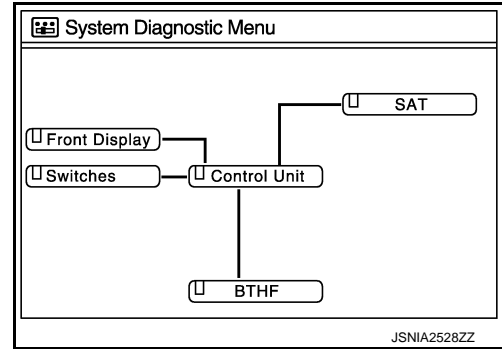 System Diagnostic Menu
SAT
Front Display
Switches
Control Unit
BTHF
JSNIA2528ZZ